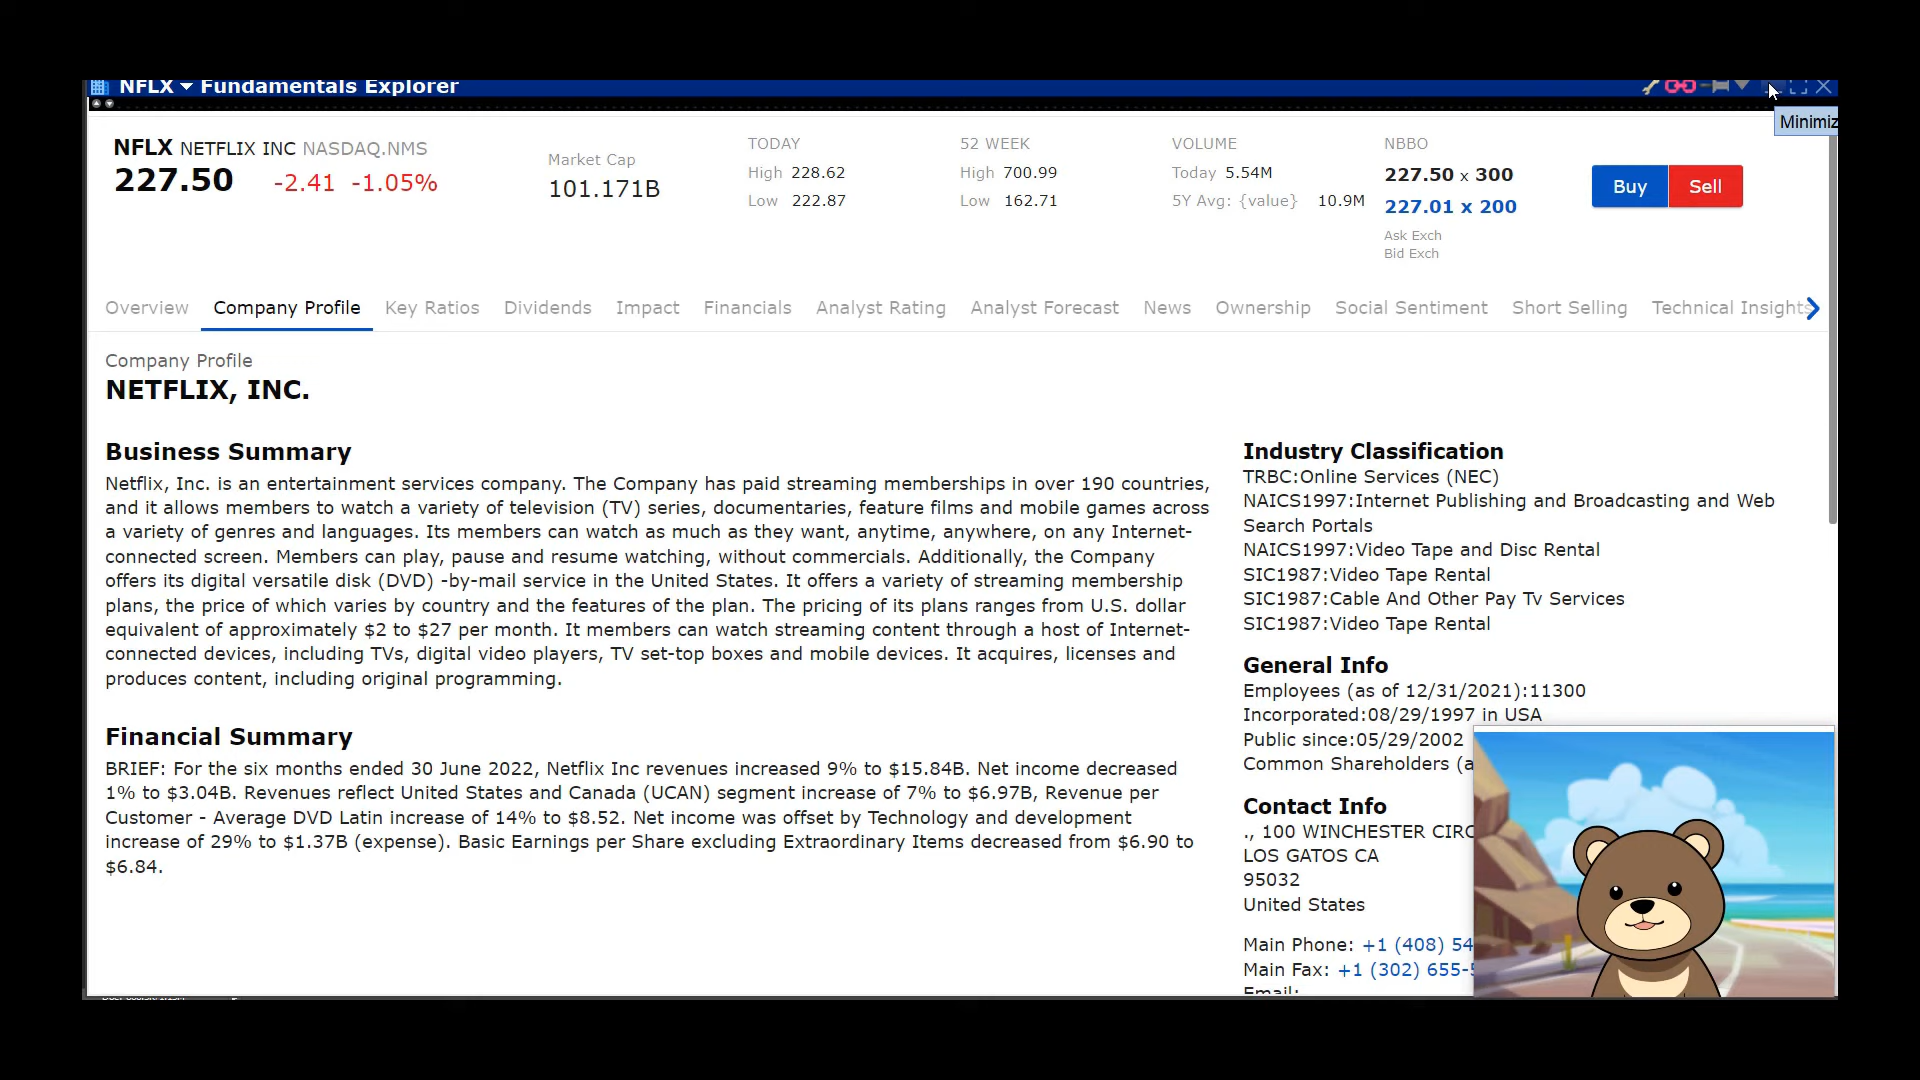 NFLX Fundamentals Explorer
Minimiz
NFLX NETFLIX INC NASDAQ.NMS
227.50 -2.41 -1.05%
Market Cap
101.171B
TODAY
High 228.62
Low 222.87
52 WEEK
High 700.99
Low 162.71
VOLUME
Today 5.54M
5Y Avg: {value} 10.9M
NBBO
227.50 x 300
227.01 x 200
Ask Exch
Bid Exch
Buy Sell
Overview Company Profile Key Ratios Dividends Impact Financials Analyst Rating Analyst Forecast News Ownership Social Sentiment Short Selling Technical Insights
Company Profile
NETFLIX, INC.
Business Summary
Netflix, Inc. is an entertainment services company. The Company has paid streaming memberships in over 190 countries,
and it allows members to watch a variety of television (TV) series, documentaries, feature films and mobile games across
a variety of genres and languages. Its members can watch as much as they want, anytime, anywhere, on any Internet-
connected screen. Members can play, pause and resume watching, without commercials. Additionally, the Company
offers its digital versatile disk (DVD) -by-mail service in the United States. It offers a variety of streaming membership
plans, the price of which varies by country and the features of the plan. The pricing of its plans ranges from U.S. dollar
equivalent of approximately $2 to $27 per month. It members can watch streaming content through a host of Internet-
connected devices, including TVs, digital video players, TV set-top boxes and mobile devices. It acquires, licenses and
produces content, including original programming.
Financial Summary
BRIEF: For the six months ended 30 June 2022, Netflix Inc revenues increased 9% to $15.84B. Net income decreased
1% to $3.04B. Revenues reflect United States and Canada (UCAN) segment increase of 7% to $6.97B, Revenue per
Customer - Average DVD Latin increase of 14% to $8.52. Net income was offset by Technology and development
increase of 29% to $1.37B (expense). Basic Earnings per Share excluding Extraordinary Items decreased from $6.90 to
$6.84.
Industry Classification
TRBC:Online Services (NEC)
NAICS1997:Internet Publishing and Broadcasting and Web
Search Portals
NAICS1997:Video Tape and Disc Rental
SIC1987:Video Tape Rental
SIC1987:Cable And Other Pay Tv Services
SIC1987:Video Tape Rental
General Info
Employees (as of 12/31/2021):11300
Incorporated:08/29/1997 in USA
Public since:05/29/2002
Common Shareholders (a
Contact Info
., 100 WINCHESTER CIRC
LOS GATOS CA
95032
United States
Main Phone: +1 (408) 54
Main Fax: +1 (302) 655-5
Email: